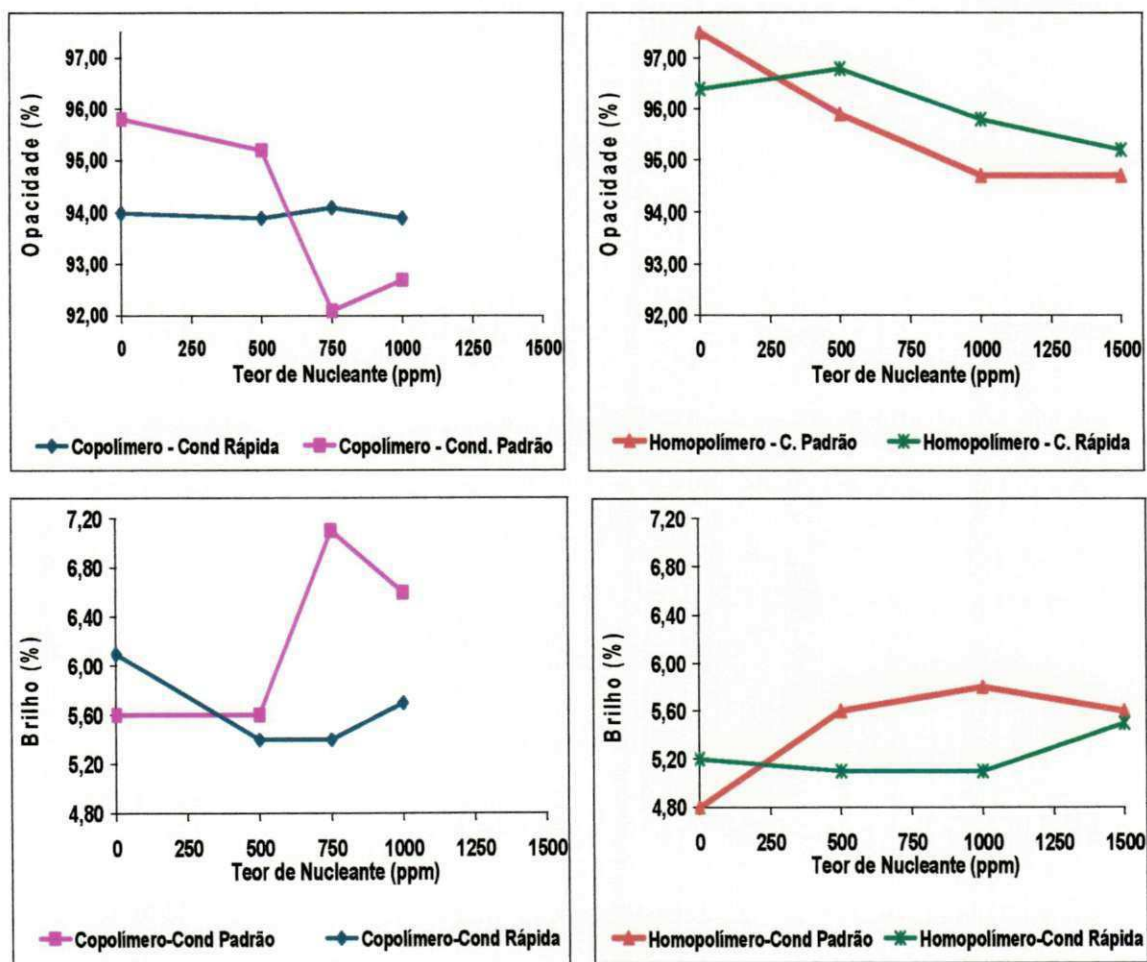 97,00
96,00
95,00
94,00
93,00
92,00
Opacidade (%)
0 250 500 750 1000 1250 1500
Teor de Nucleante (ppm)
Copolímero - Cond Rápida Copolímero - Cond. Padrão
97,00
96,00
95,00
94,00
93,00
92,00
Opacidade (%)
0 250 500 750 1000 1250 1500
Teor de Nucleante (ppm)
Homopolímero - C. Padrão Homopolímero - C. Rápida
7,20
6,80
6,40
6,00
5,60
5,20
4,80
Brilho (%)
0 250 500 750 1000 1250 1500
Teor de Nucleante (ppm)
Copolímero-Cond Padrão Copolímero-Cond Rápida
7,20
6,80
6,40
6,00
5,60
5,20
4,80
Brilho (%)
0 250 500 750 1000 1250 1500
Teor de Nucleante (ppm)
Homopolímero-Cond Padrão Homopolímero-Cond Rápida